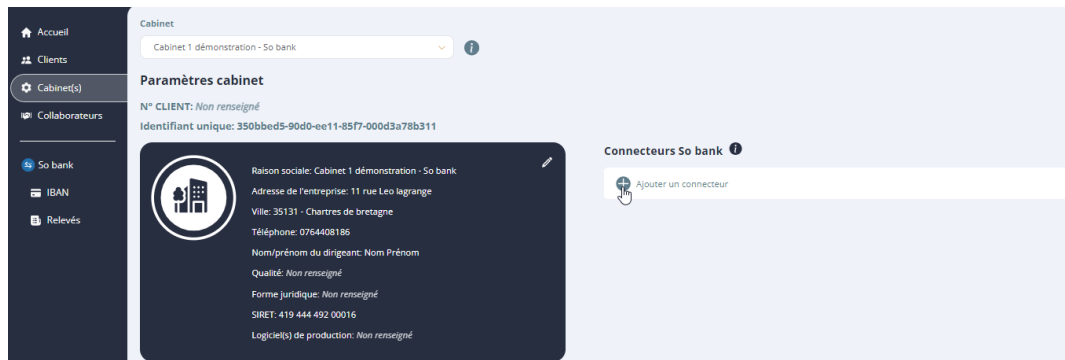 Accueil
Clients
Cabinet(s)
Collaborateurs
So bank
IBAN
Relevés
Cabinet
Cabinet 1 démonstration - So bank
Paramètres cabinet
N° CLIENT: Non renseigné
Identifiant unique: 350bbed5-90d0-ee11-85f7-000d3a78b311
Raison sociale: Cabinet 1 démonstration - So bank
Adresse de l'entreprise: 11 rue Leo lagrange
Ville: 35131 - Chartres de bretagne
Téléphone: 0764408186
Nom/prénom du dirigeant: Nom Prénom
Qualité: Non renseigné
Forme juridique: Non renseigné
SIRET: 419 444 492 00016
Logiciel(s) de production: Non renseigné
Connecteurs So bank
Ajouter un connecteur